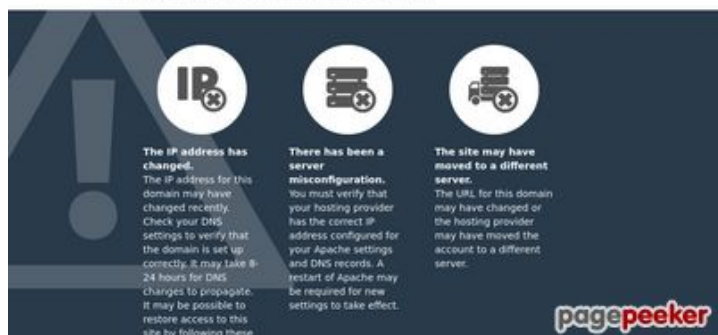 IP
The IP address has
changed.
The IP address for this
domain may have
changed recently.
Check your DNS
settings to verify that
the domain is set up
correctly. It may take 8-
24 hours for DNS
changes to propagate.
It may be possible to
restore access to this
site by following these
There has been a
server
misconfiguration.
You must verify that
your hosting provider
has the correct IP
address configured for
your Apache settings
and DNS records. A
restart of Apache may
be required for new
settings to take effect.
The site may have
moved to a different
server.
The URL for this domain
may have changed or
the hosting provider
may have moved the
account to a different
server.
pagepeeker